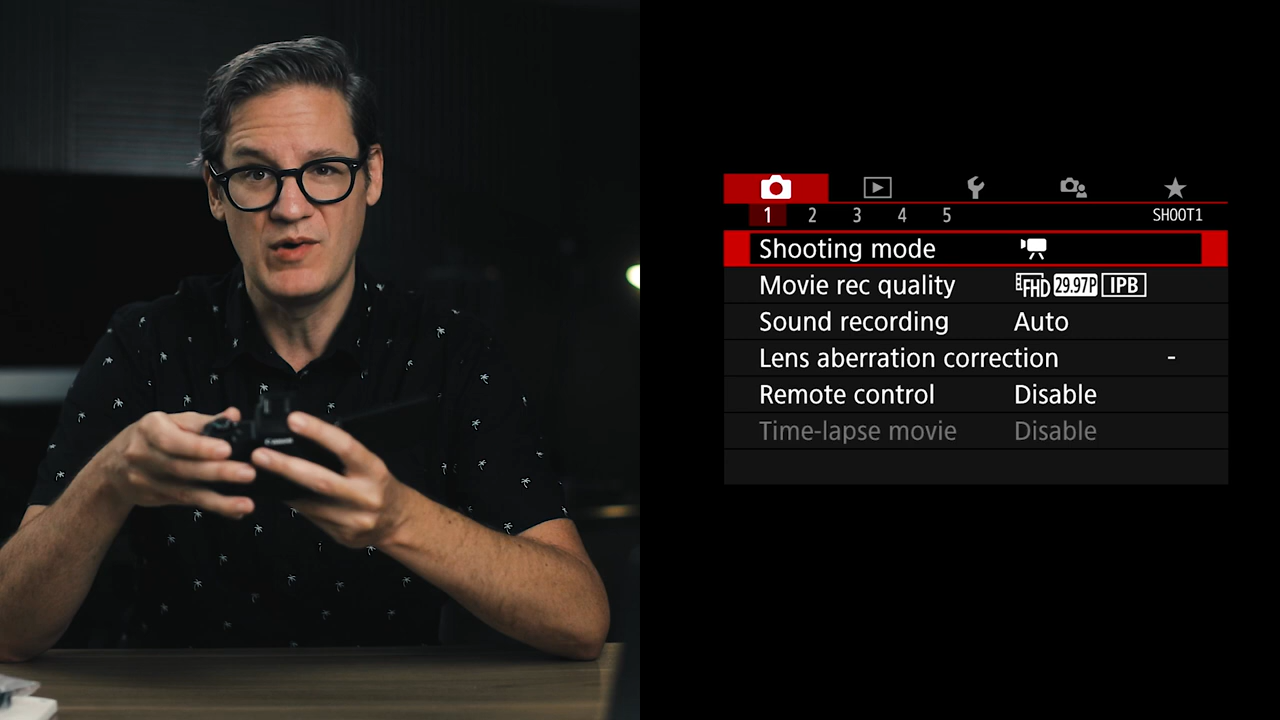 1 2 3 4 5 SHOOT1
Shooting mode
Movie rec quality FHD 29.97P IPB
Sound recording Auto
Lens aberration correction -
Remote control Disable
Time-lapse movie Disable